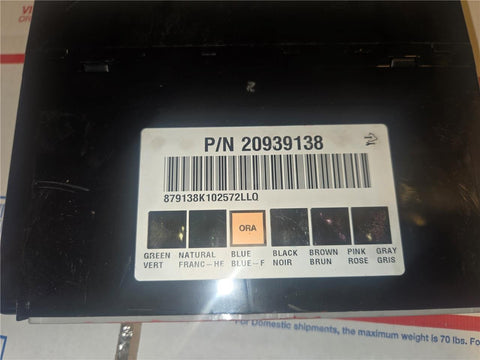 P/N 20939138
879138K102572LLQ
ORA
GREEN NATURAL BLUE BLACK BROWN PINK GRAY
VERT FRANC-HE BLUE-F NOIR BRUN ROSE GRIS
For Domestic shipments, the maximum weight is 70 lbs. Fo